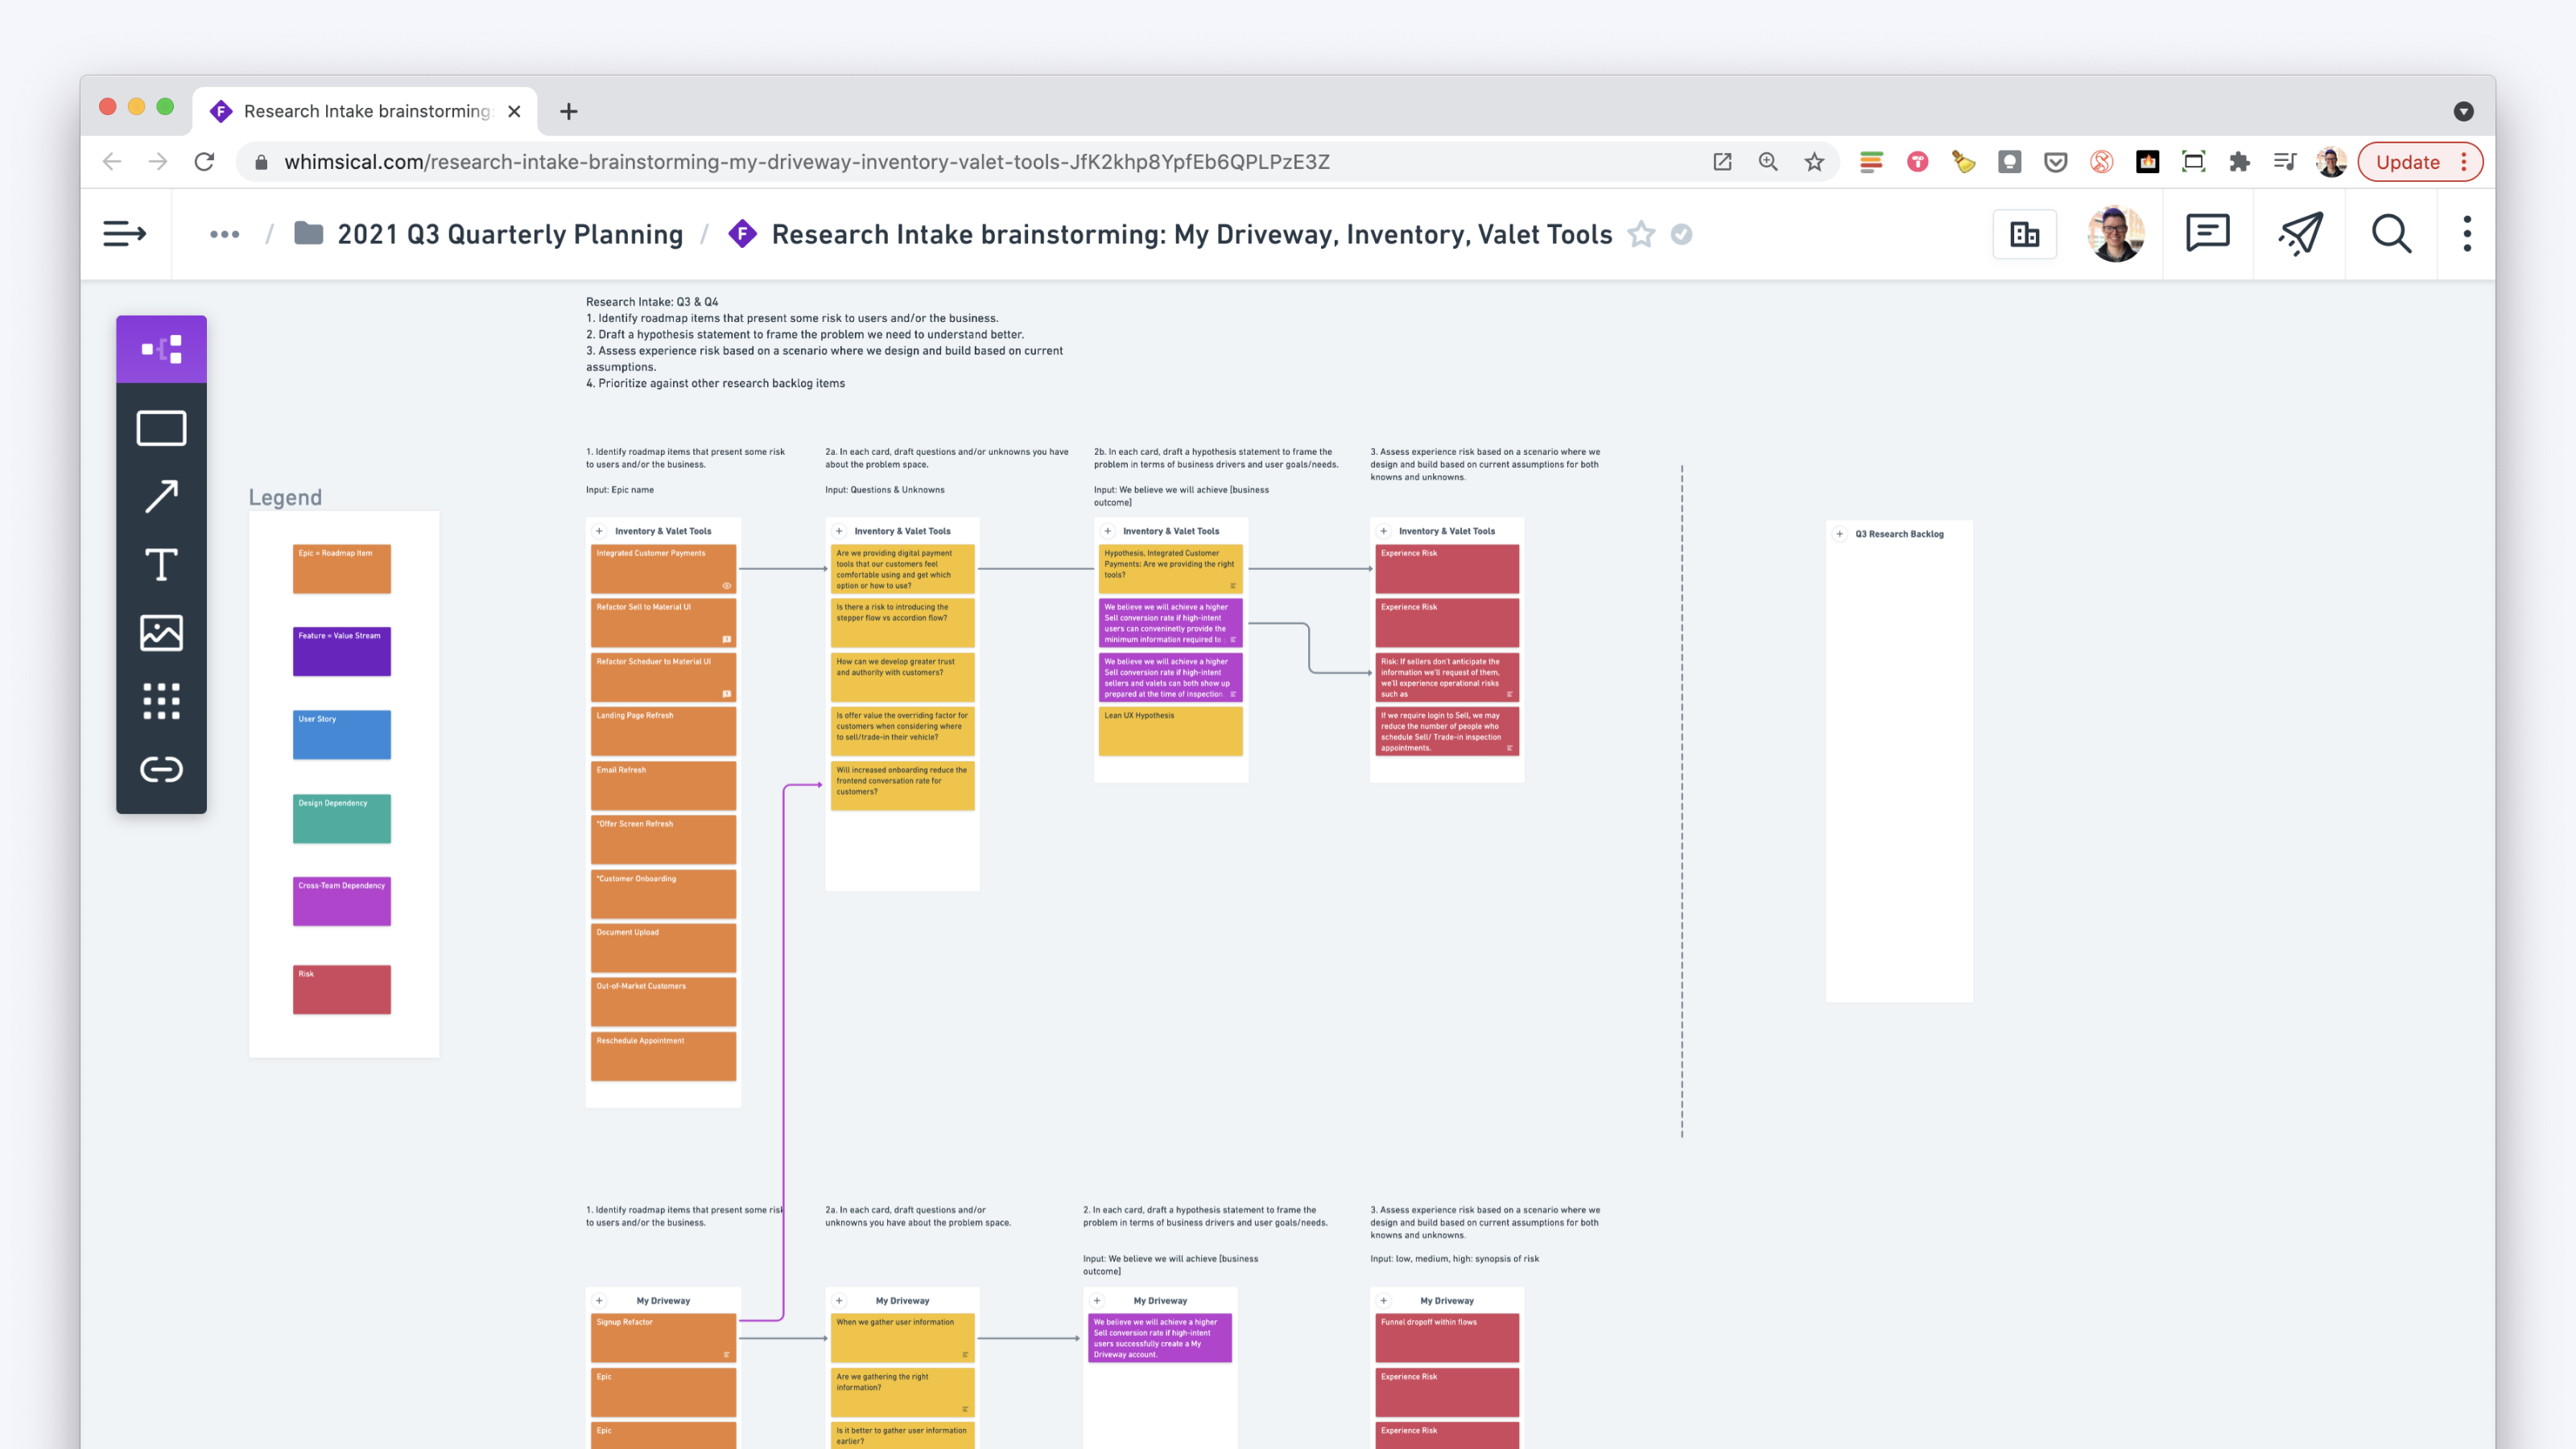 Research Intake brainstorming:
whimsical.com/research-intake-brainstorming-my-driveway-inventory-valet-tools-JfK2khp8YpfEb6QPLPzE3Z
Update
/ 2021 Q3 Quarterly Planning / F Research Intake brainstorming: My Driveway, Inventory, Valet Tools
Research Intake: Q3 & Q4
1. Identify roadmap items that present some risk to users and/or the business.
2. Draft a hypothesis statement to frame the problem we need to understand better.
3. Assess experience risk based on a scenario where we design and build based on current
assumptions.
4. Prioritize against other research backlog items
Legend
Epic = Roadmap Item
Feature = Value Stream
User Story
Design Dependency
Cross-Team Dependency
Risk
1. Identify roadmap items that present some risk
to users and/or the business.
Input: Epic name
Inventory & Valet Tools
Integrated Customer Payments
Refactor Sell to Material UI
Refactor Scheduer to Material UI
Landing Page Refresh
Email Refresh
*Offer Screen Refresh
*Customer Onboarding
Document Upload
Out-of-Market Customers
Reschedule Appointment
2a. In each card, draft questions and/or unknowns you have
about the problem space.
Input: Questions & Unknowns
Inventory & Valet Tools
Are we providing digital payment
tools that our customers feel
comfortable using and get which
option or how to use?
Is there a risk to introducing the
stepper flow vs accordion flow?
How can we develop greater trust
and authority with customers?
Is offer value the overriding factor for
customers when considering where
to sell/trade-in their vehicle?
Will increased onboarding reduce the
frontend conversation rate for
customers?
2b. In each card, draft a hypothesis statement to frame the
problem in terms of business drivers and user goals/needs.
Input: We believe we will achieve [business
outcome]
Inventory & Valet Tools
Hypothesis, Integrated Customer
Payments: Are we providing the right
tools?
We believe we will achieve a higher
Sell conversion rate if high-intent
users can conveninetly provide the
minimum information required to
We believe we will achieve a higher
Sell conversion rate if high-intent
sellers and valets can both show up
prepared at the time of inspection.
Lean UX Hypothesis
3. Assess experience risk based on a scenario where we
design and build based on current assumptions for both
knowns and unknowns.
Inventory & Valet Tools
Experience Risk
Experience Risk
Risk: If sellers don't anticipate the
information we'll request of them,
we'll experience operational risks
such as
If we require login to Sell, we may
reduce the number of people who
schedule Sell/ Trade-in inspection
appointments.
Q3 Research Backlog
1. Identify roadmap items that present some risk
to users and/or the business.
My Driveway
Signup Refactor
Epic
Epic
2a. In each card, draft questions and/or
unknowns you have about the problem space.
My Driveway
When we gather user information
Are we gathering the right
information?
Is it better to gather user information
earlier?
2. In each card, draft a hypothesis statement to frame the
problem in terms of business drivers and user goals/needs.
Input: We believe we will achieve [business
outcome]
My Driveway
We believe we will achieve a higher
Sell conversion rate if high-intent
users successfully create a My
Driveway account.
3. Assess experience risk based on a scenario where we
design and build based on current assumptions for both
knowns and unknowns.
Input: low, medium, high: synopsis of risk
My Driveway
Funnel dropoff within flows
Experience Risk
Experience Risk